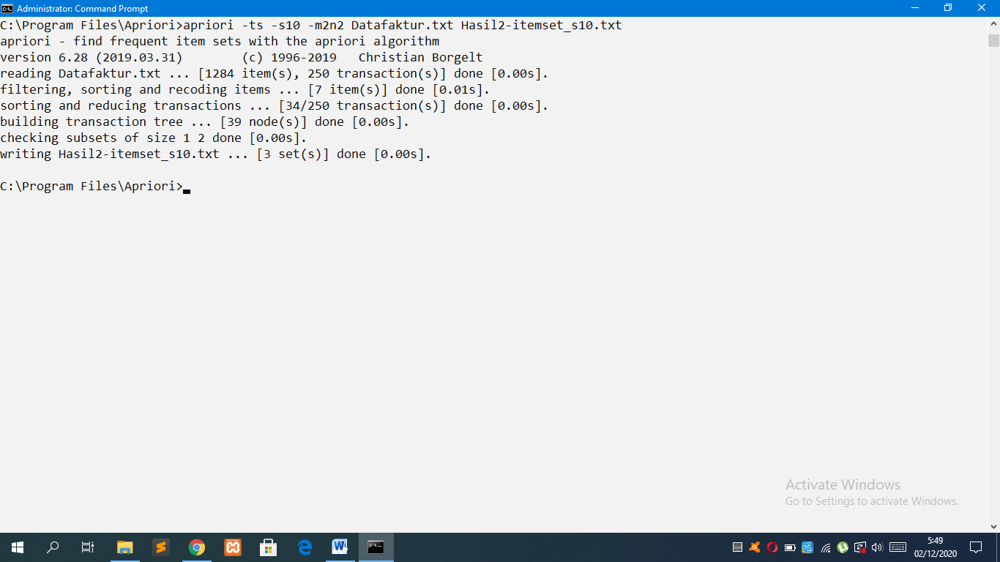 Administrator: Command Prompt
C:\Program Files\Apriori>apriori -ts -s10 -m2n2 Datafaktur.txt Hasil2-itemset_s10.txt
apriori - find frequent item sets with the apriori algorithm
version 6.28 (2019.03.31)        (c) 1996-2019   Christian Borgelt
reading Datafaktur.txt ... [1284 item(s), 250 transaction(s)] done [0.00s].
filtering, sorting and recoding items ... [7 item(s)] done [0.01s].
sorting and reducing transactions ... [34/250 transaction(s)] done [0.00s].
building transaction tree ... [39 node(s)] done [0.00s].
checking subsets of size 1 2 done [0.00s].
writing Hasil2-itemset_s10.txt ... [3 set(s)] done [0.00s].
C:\Program Files\Apriori>
Activate Windows
Go to Settings to activate Windows.
5:49
02/12/2020